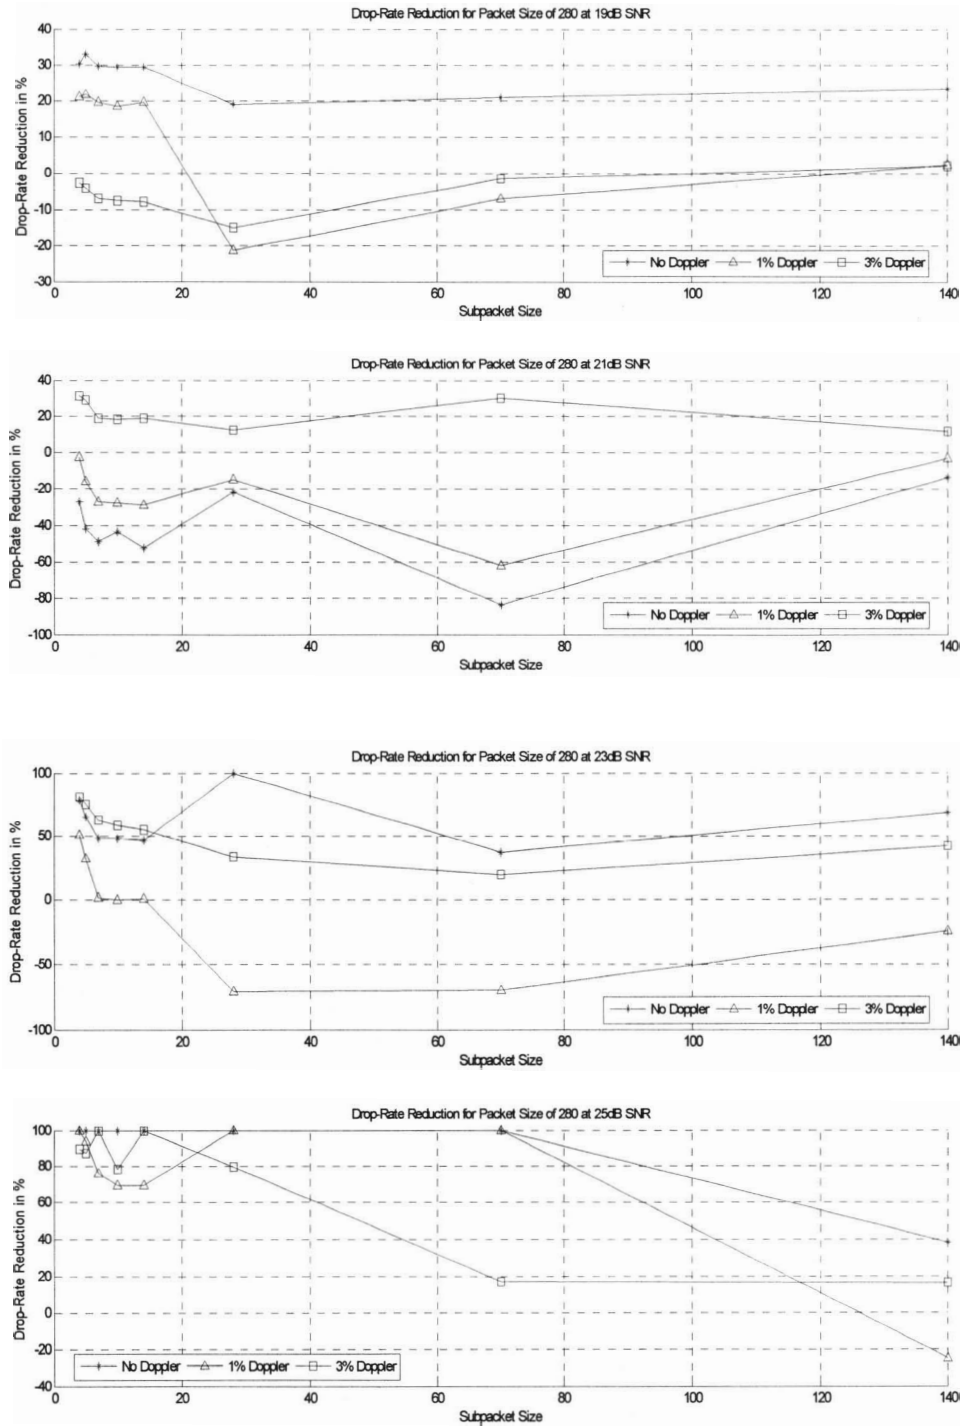 Drop-Rate Reduction for Packet Size of 280 at 19dB SNR
Drop-Rate Reduction in %
40
30
20
10
0
-10
-20
-30
No Doppler 1% Doppler 3% Doppler
0 20 40 60 80 100 120 140
Subpacket Size
Drop-Rate Reduction for Packet Size of 280 at 21dB SNR
Drop-Rate Reduction in %
40
20
0
-20
-40
-60
-80
-100
No Doppler 1% Doppler 3% Doppler
0 20 40 60 80 100 120 140
Subpacket Size
Drop-Rate Reduction for Packet Size of 280 at 23dB SNR
Drop-Rate Reduction in %
100
50
0
-50
-100
No Doppler 1% Doppler 3% Doppler
0 20 40 60 80 100 120 140
Subpacket Size
Drop-Rate Reduction for Packet Size of 280 at 25dB SNR
Drop-Rate Reduction in %
100
80
60
40
20
0
-20
-40
No Doppler 1% Doppler 3% Doppler
0 20 40 60 80 100 120 140
Subpacket Size